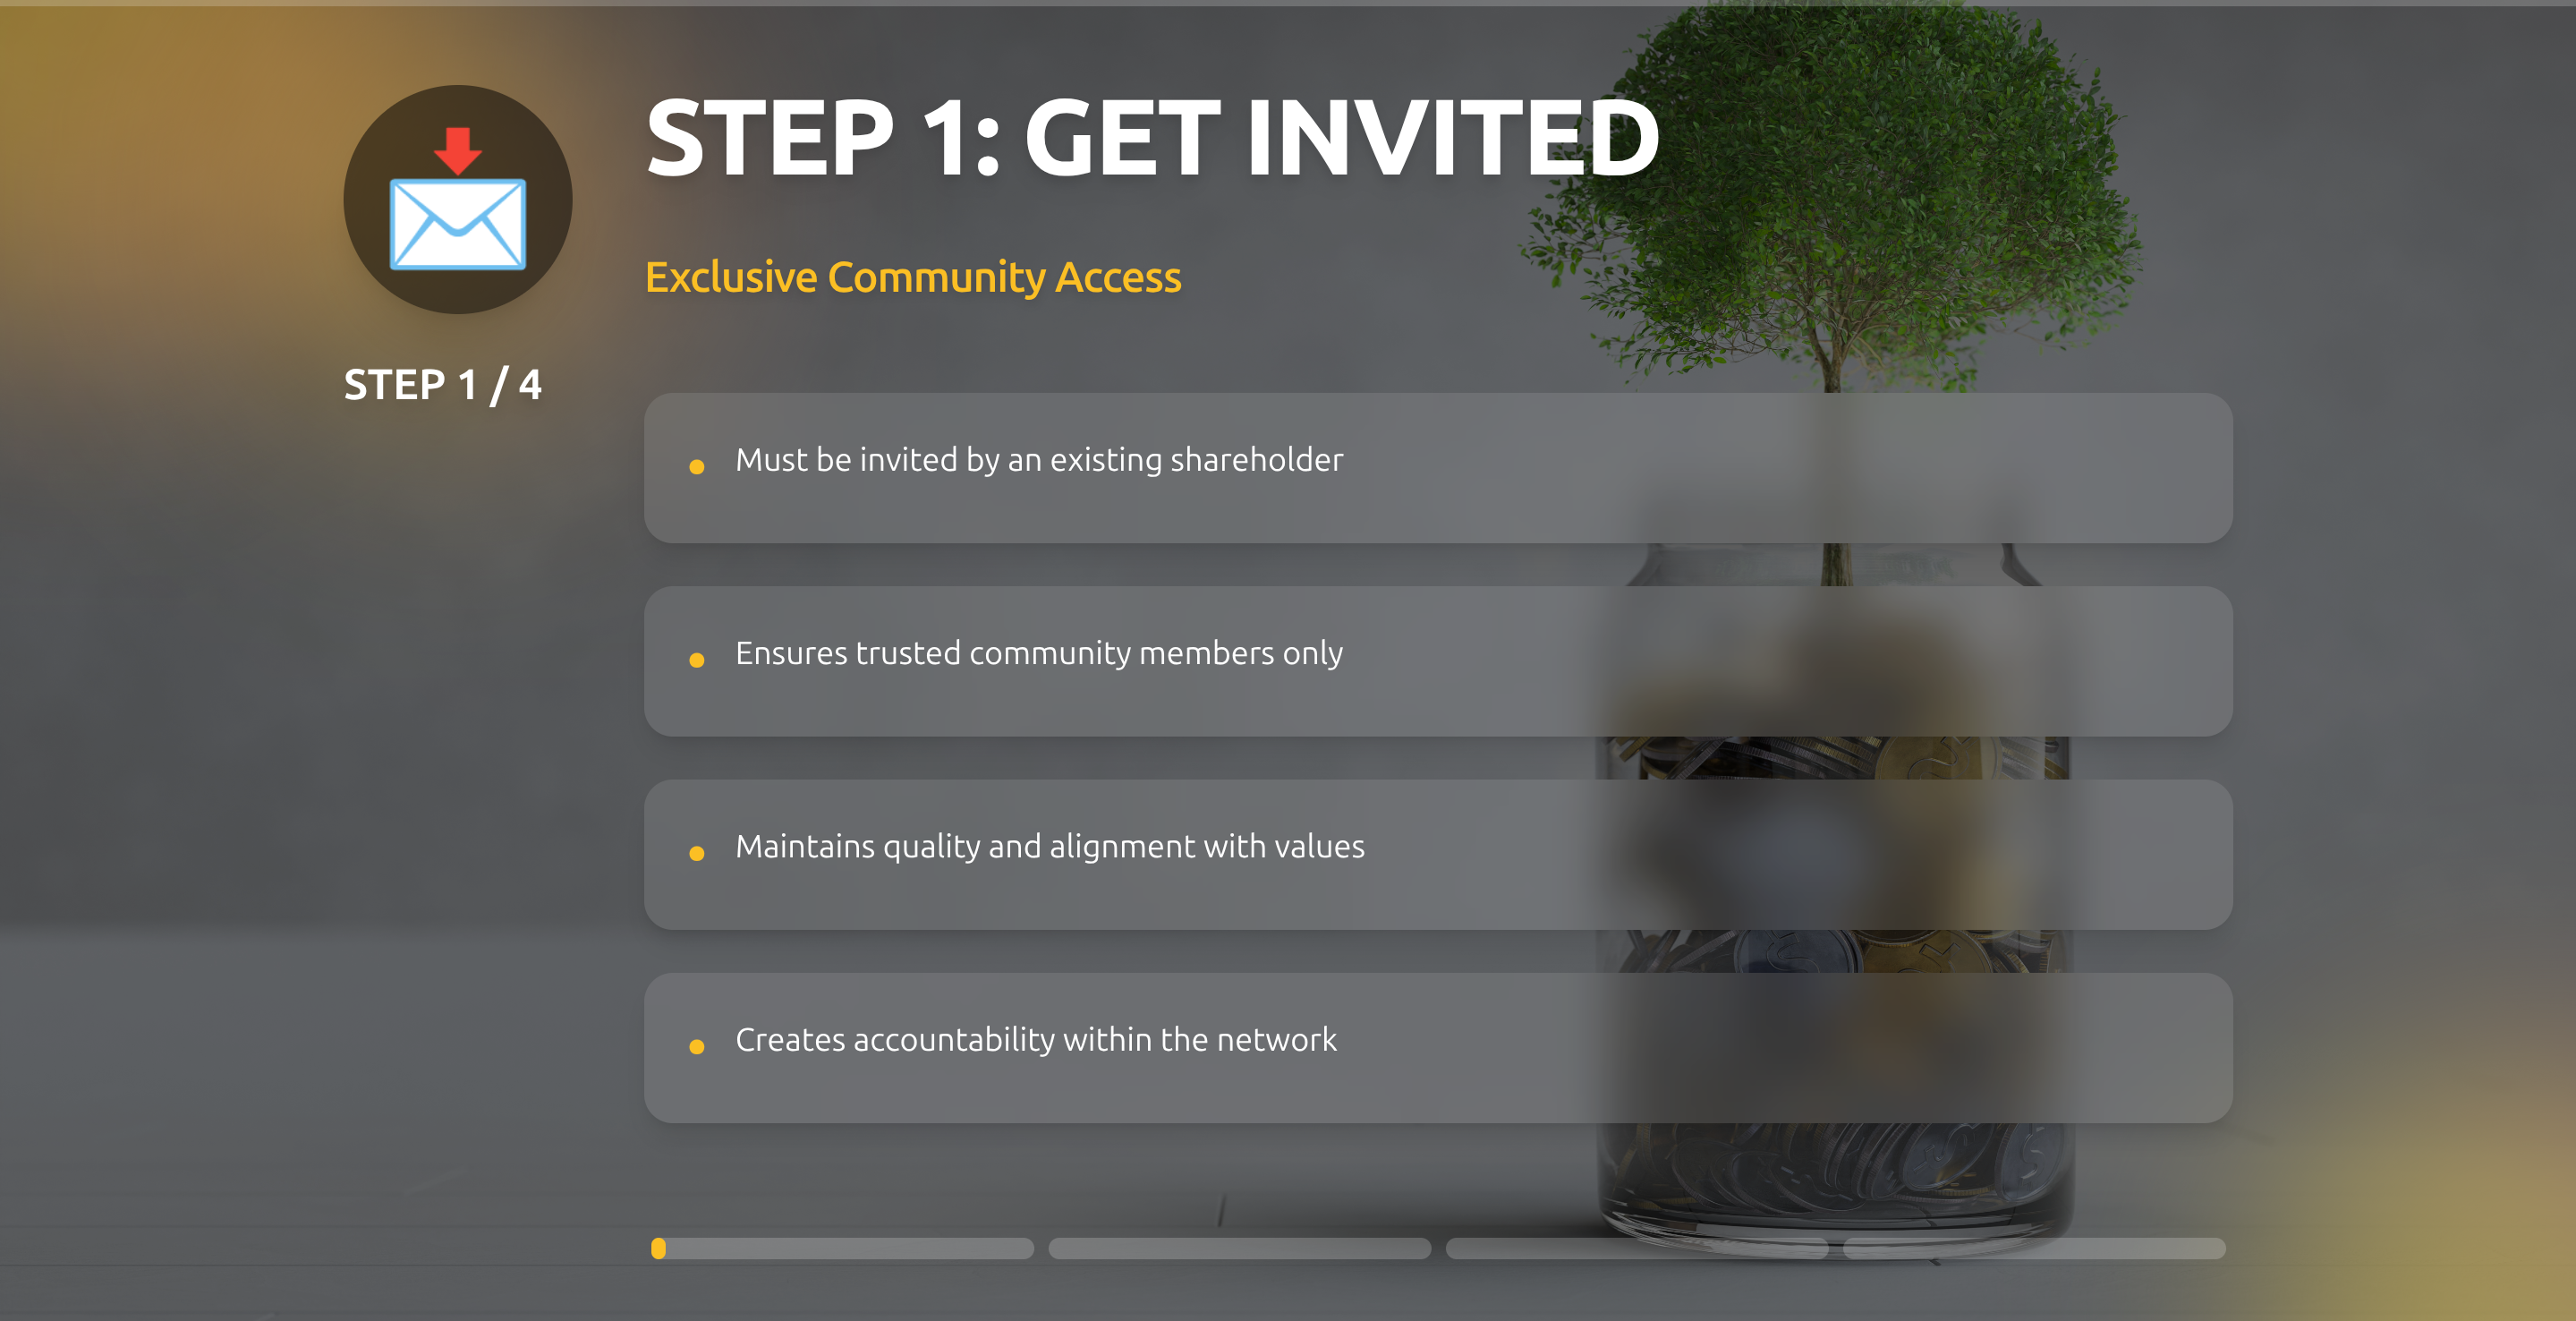 STEP 1: GET INVITED
Exclusive Community Access
STEP 1 / 4
Must be invited by an existing shareholder
Ensures trusted community members only
Maintains quality and alignment with values
Creates accountability within the network